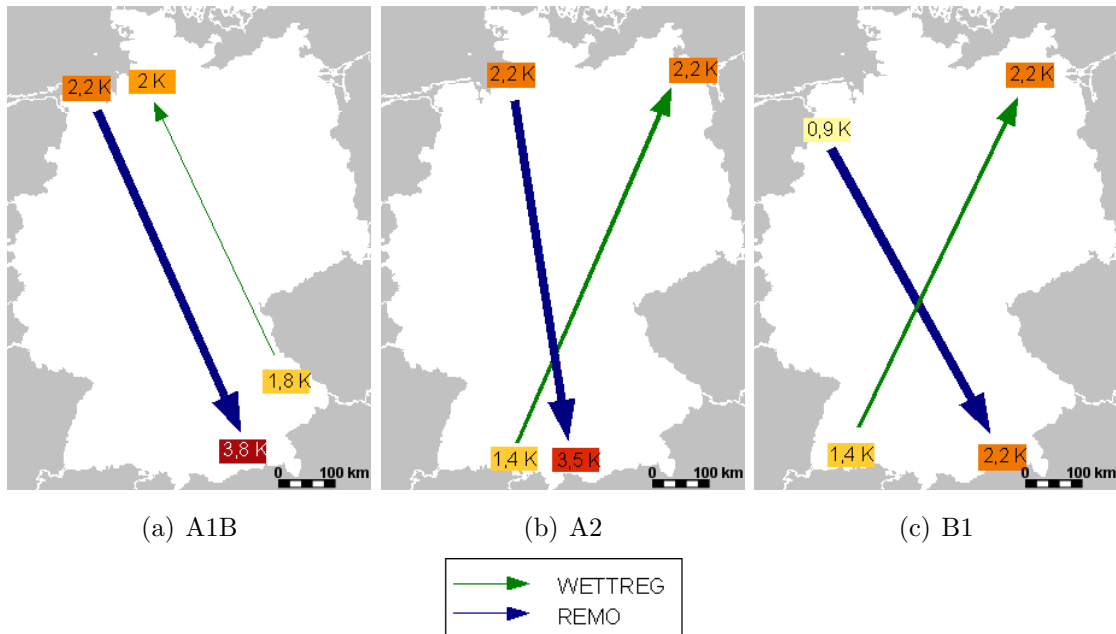 2,2 K
2 K
1,8 K
3,8 K
0
100 km
(a) A1B
2,2 K
2,2 K
1,4 K
3,5 K
0
100 km
(b) A2
2,2 K
0,9 K
1,4 K
2,2 K
0
100 km
(c) B1
WETTREG
REMO